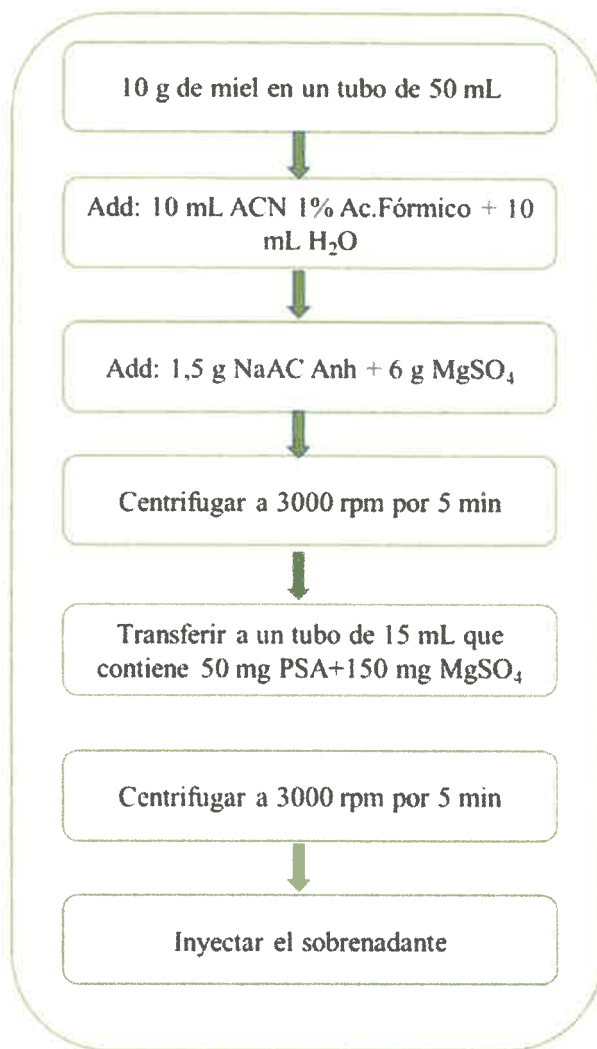 10 g de miel en un tubo de 50 mL
Add: 10 mL ACN 1% Ac.Fórmico + 10
mL H₂O
Add: 1,5 g NaAC Anh + 6 g MgSO₄
Centrifugar a 3000 rpm por 5 min
Transferir a un tubo de 15 mL que
contiene 50 mg PSA+150 mg MgSO₄
Centrifugar a 3000 rpm por 5 min
Inyectar el sobrenadante